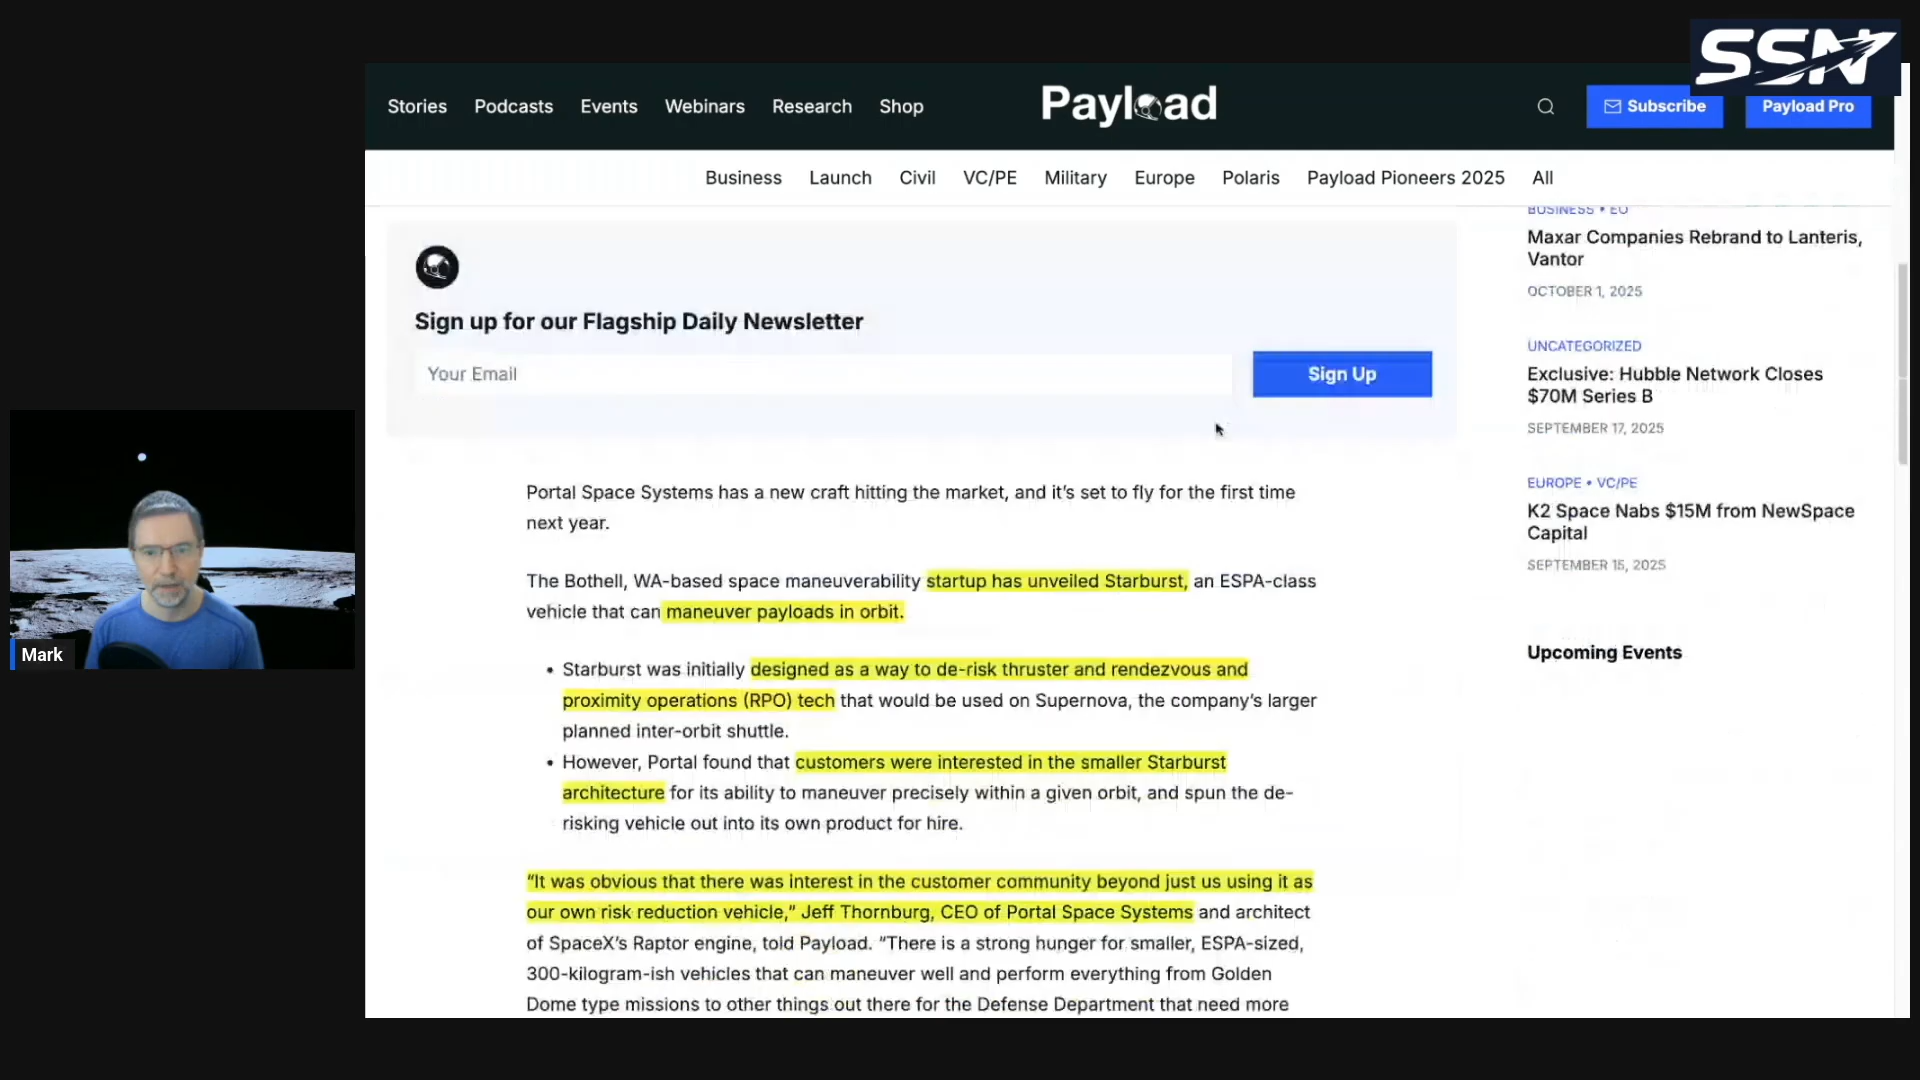 SSN
Stories Podcasts Events Webinars Research Shop
Payload
Subscribe
Payload Pro
Business Launch Civil VC/PE Military Europe Polaris Payload Pioneers 2025 All
Sign up for our Flagship Daily Newsletter
Your Email
Sign Up
Portal Space Systems has a new craft hitting the market, and it's set to fly for the first time
next year.
The Bothell, WA-based space maneuverability startup has unveiled Starburst, an ESPA-class
vehicle that can maneuver payloads in orbit.
• Starburst was initially designed as a way to de-risk thruster and rendezvous and
proximity operations (RPO) tech that would be used on Supernova, the company's larger
planned inter-orbit shuttle.
• However, Portal found that customers were interested in the smaller Starburst
architecture for its ability to maneuver precisely within a given orbit, and spun the de-
risking vehicle out into its own product for hire.
“It was obvious that there was interest in the customer community beyond just us using it as
our own risk reduction vehicle,” Jeff Thornburg, CEO of Portal Space Systems and architect
of SpaceX's Raptor engine, told Payload. “There is a strong hunger for smaller, ESPA-sized,
300-kilogram-ish vehicles that can maneuver well and perform everything from Golden
Dome type missions to other things out there for the Defense Department that need more
BUSINESS • EO
Maxar Companies Rebrand to Lanteris,
Vantor
OCTOBER 1, 2025
UNCATEGORIZED
Exclusive: Hubble Network Closes
$70M Series B
SEPTEMBER 17, 2025
EUROPE • VC/PE
K2 Space Nabs $15M from NewSpace
Capital
SEPTEMBER 15, 2025
Upcoming Events
Mark